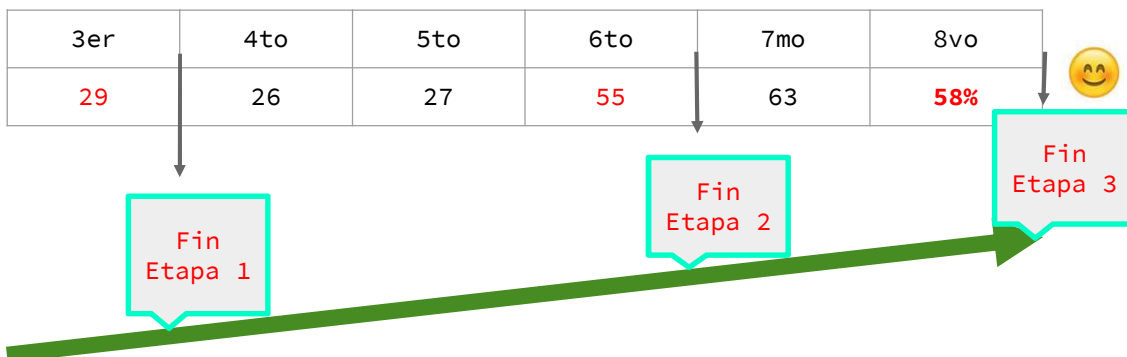 3er 4to 5to 6to 7mo 8vo
29 26 27 55 63 58%
Fin
Etapa 1
Fin
Etapa 2
Fin
Etapa 3